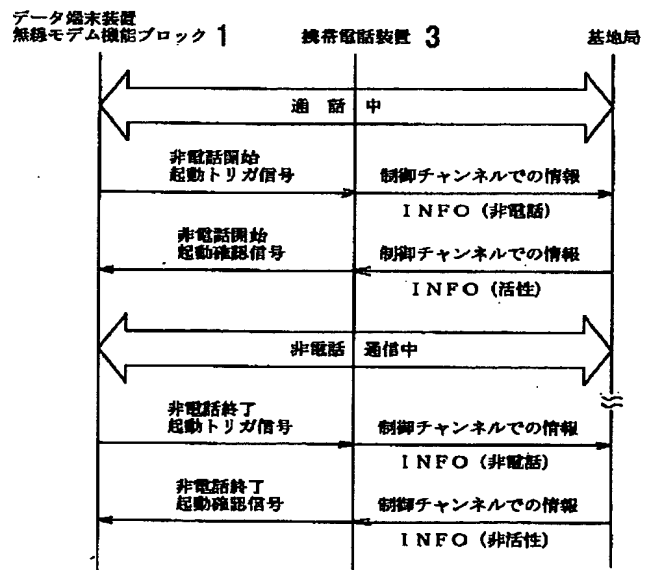 データ端末装置
無線モデム機能ブロック 1
携帯電話装置 3
基地局
通話中
非電話開始
起動トリガ信号
制御チャンネルでの情報
INFO (非電話)
非電話開始
起動確認信号
制御チャンネルでの情報
INFO (活性)
非電話 通信中
非電話終了
起動トリガ信号
制御チャンネルでの情報
INFO (非電話)
非電話終了
起動確認信号
制御チャンネルでの情報
INFO (非活性)